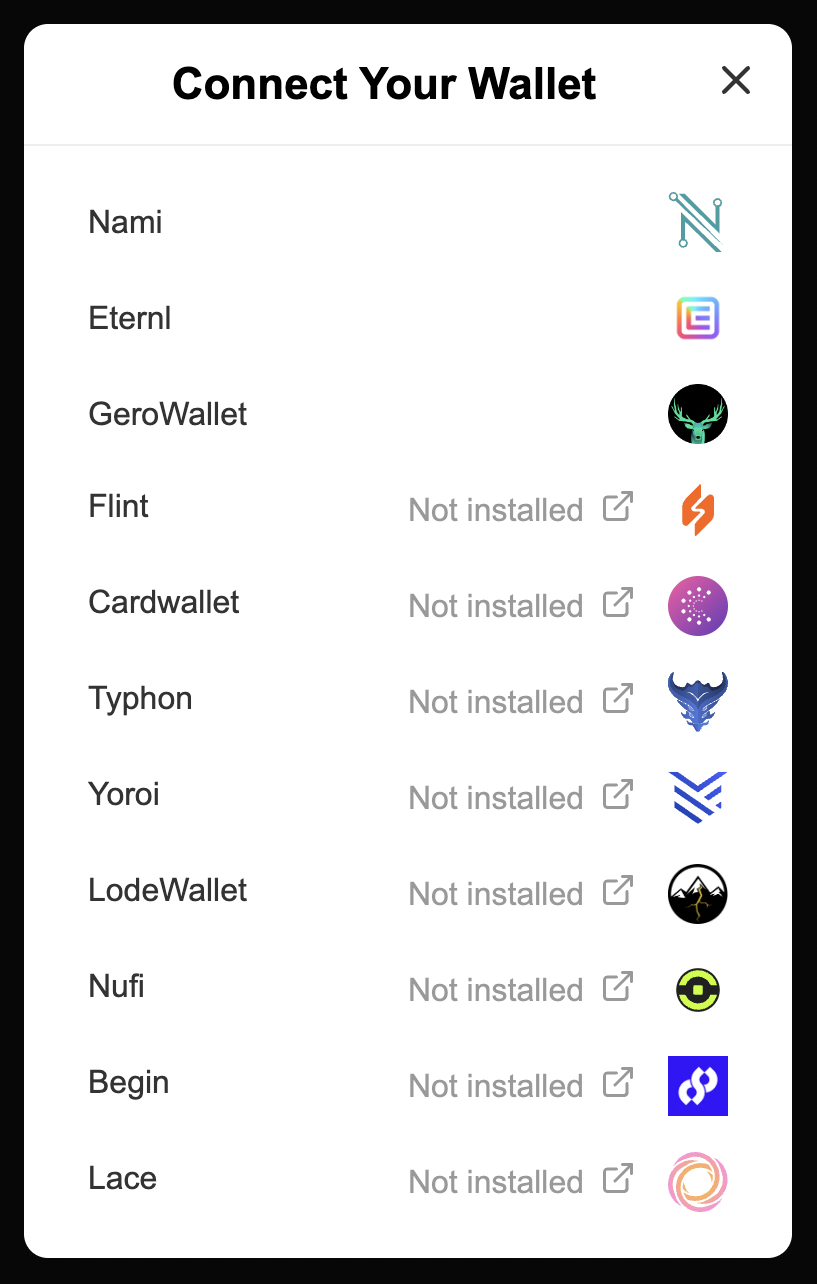 Connect Your Wallet
Nami
Eternl
GeroWallet
Flint Not installed
Cardwallet Not installed
Typhon Not installed
Yoroi Not installed
LodeWallet Not installed
Nufi Not installed
Begin Not installed
Lace Not installed